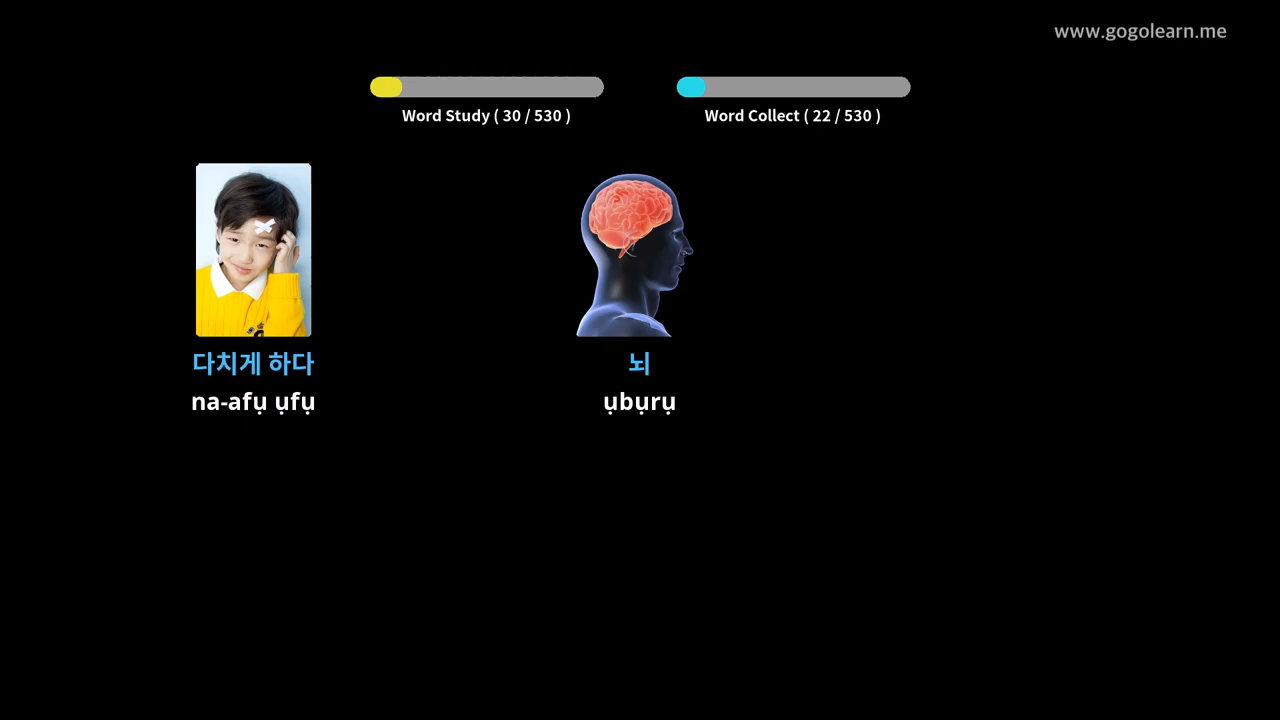 www.gogolearn.me
Word Study ( 30 / 530 )
Word Collect ( 22 / 530 )
다치게 하다
na-afụ ụfụ
뇌
ụbụrụ